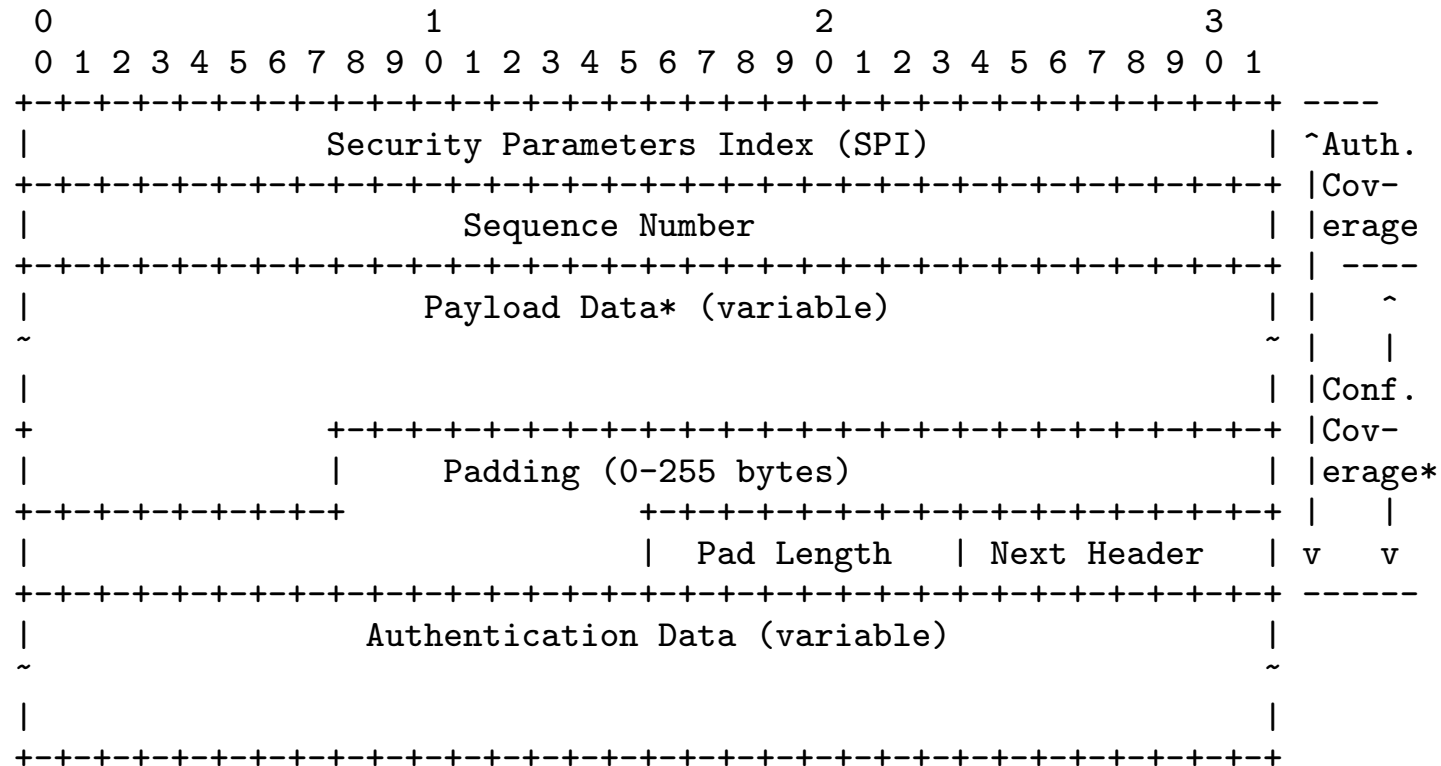 0                   1                   2                   3
 0 1 2 3 4 5 6 7 8 9 0 1 2 3 4 5 6 7 8 9 0 1 2 3 4 5 6 7 8 9 0 1
+-+-+-+-+-+-+-+-+-+-+-+-+-+-+-+-+-+-+-+-+-+-+-+-+-+-+-+-+-+-+-+-+ ----
|               Security Parameters Index (SPI)                 | ^Auth.
+-+-+-+-+-+-+-+-+-+-+-+-+-+-+-+-+-+-+-+-+-+-+-+-+-+-+-+-+-+-+-+-+ |Cov-
|                      Sequence Number                          | |erage
+-+-+-+-+-+-+-+-+-+-+-+-+-+-+-+-+-+-+-+-+-+-+-+-+-+-+-+-+-+-+-+-+ | ----
|                    Payload Data* (variable)                   | |   ^
~                                                               ~ |   |
|                                                               | |Conf.
+               +-+-+-+-+-+-+-+-+-+-+-+-+-+-+-+-+-+-+-+-+-+-+-+-+ |Cov-
|               |     Padding (0-255 bytes)                     | |erage*
+-+-+-+-+-+-+-+-+               +-+-+-+-+-+-+-+-+-+-+-+-+-+-+-+-+ |   |
|                               |  Pad Length   | Next Header   | v   v
+-+-+-+-+-+-+-+-+-+-+-+-+-+-+-+-+-+-+-+-+-+-+-+-+-+-+-+-+-+-+-+-+ ------
|                 Authentication Data (variable)                |
~                                                               ~
|                                                               |
+-+-+-+-+-+-+-+-+-+-+-+-+-+-+-+-+-+-+-+-+-+-+-+-+-+-+-+-+-+-+-+-+